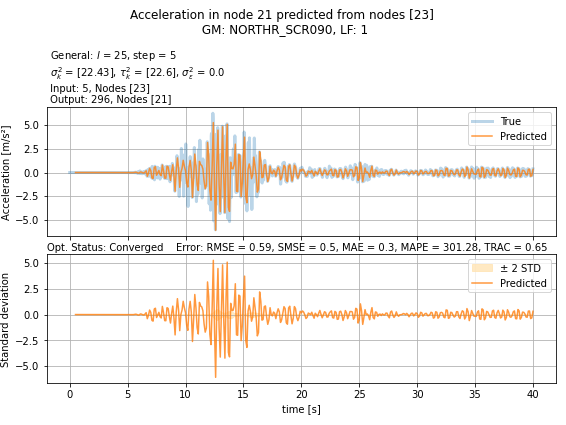 Acceleration in node 21 predicted from nodes [23]
GM: NORTHR_SCR090, LF: 1
General: l = 25, step = 5
σ²ₖ = [22.43], τ²ₖ = [22.6], σ²ε = 0.0
Input: 5, Nodes [23]
Output: 296, Nodes [21]
Acceleration [m/s²]
5.0
2.5
0.0
−2.5
−5.0
True
Predicted
Opt. Status: Converged Error: RMSE = 0.59, SMSE = 0.5, MAE = 0.3, MAPE = 301.28, TRAC = 0.65
Standard deviation
5.0
2.5
0.0
−2.5
−5.0
± 2 STD
Predicted
0 5 10 15 20 25 30 35 40
time [s]